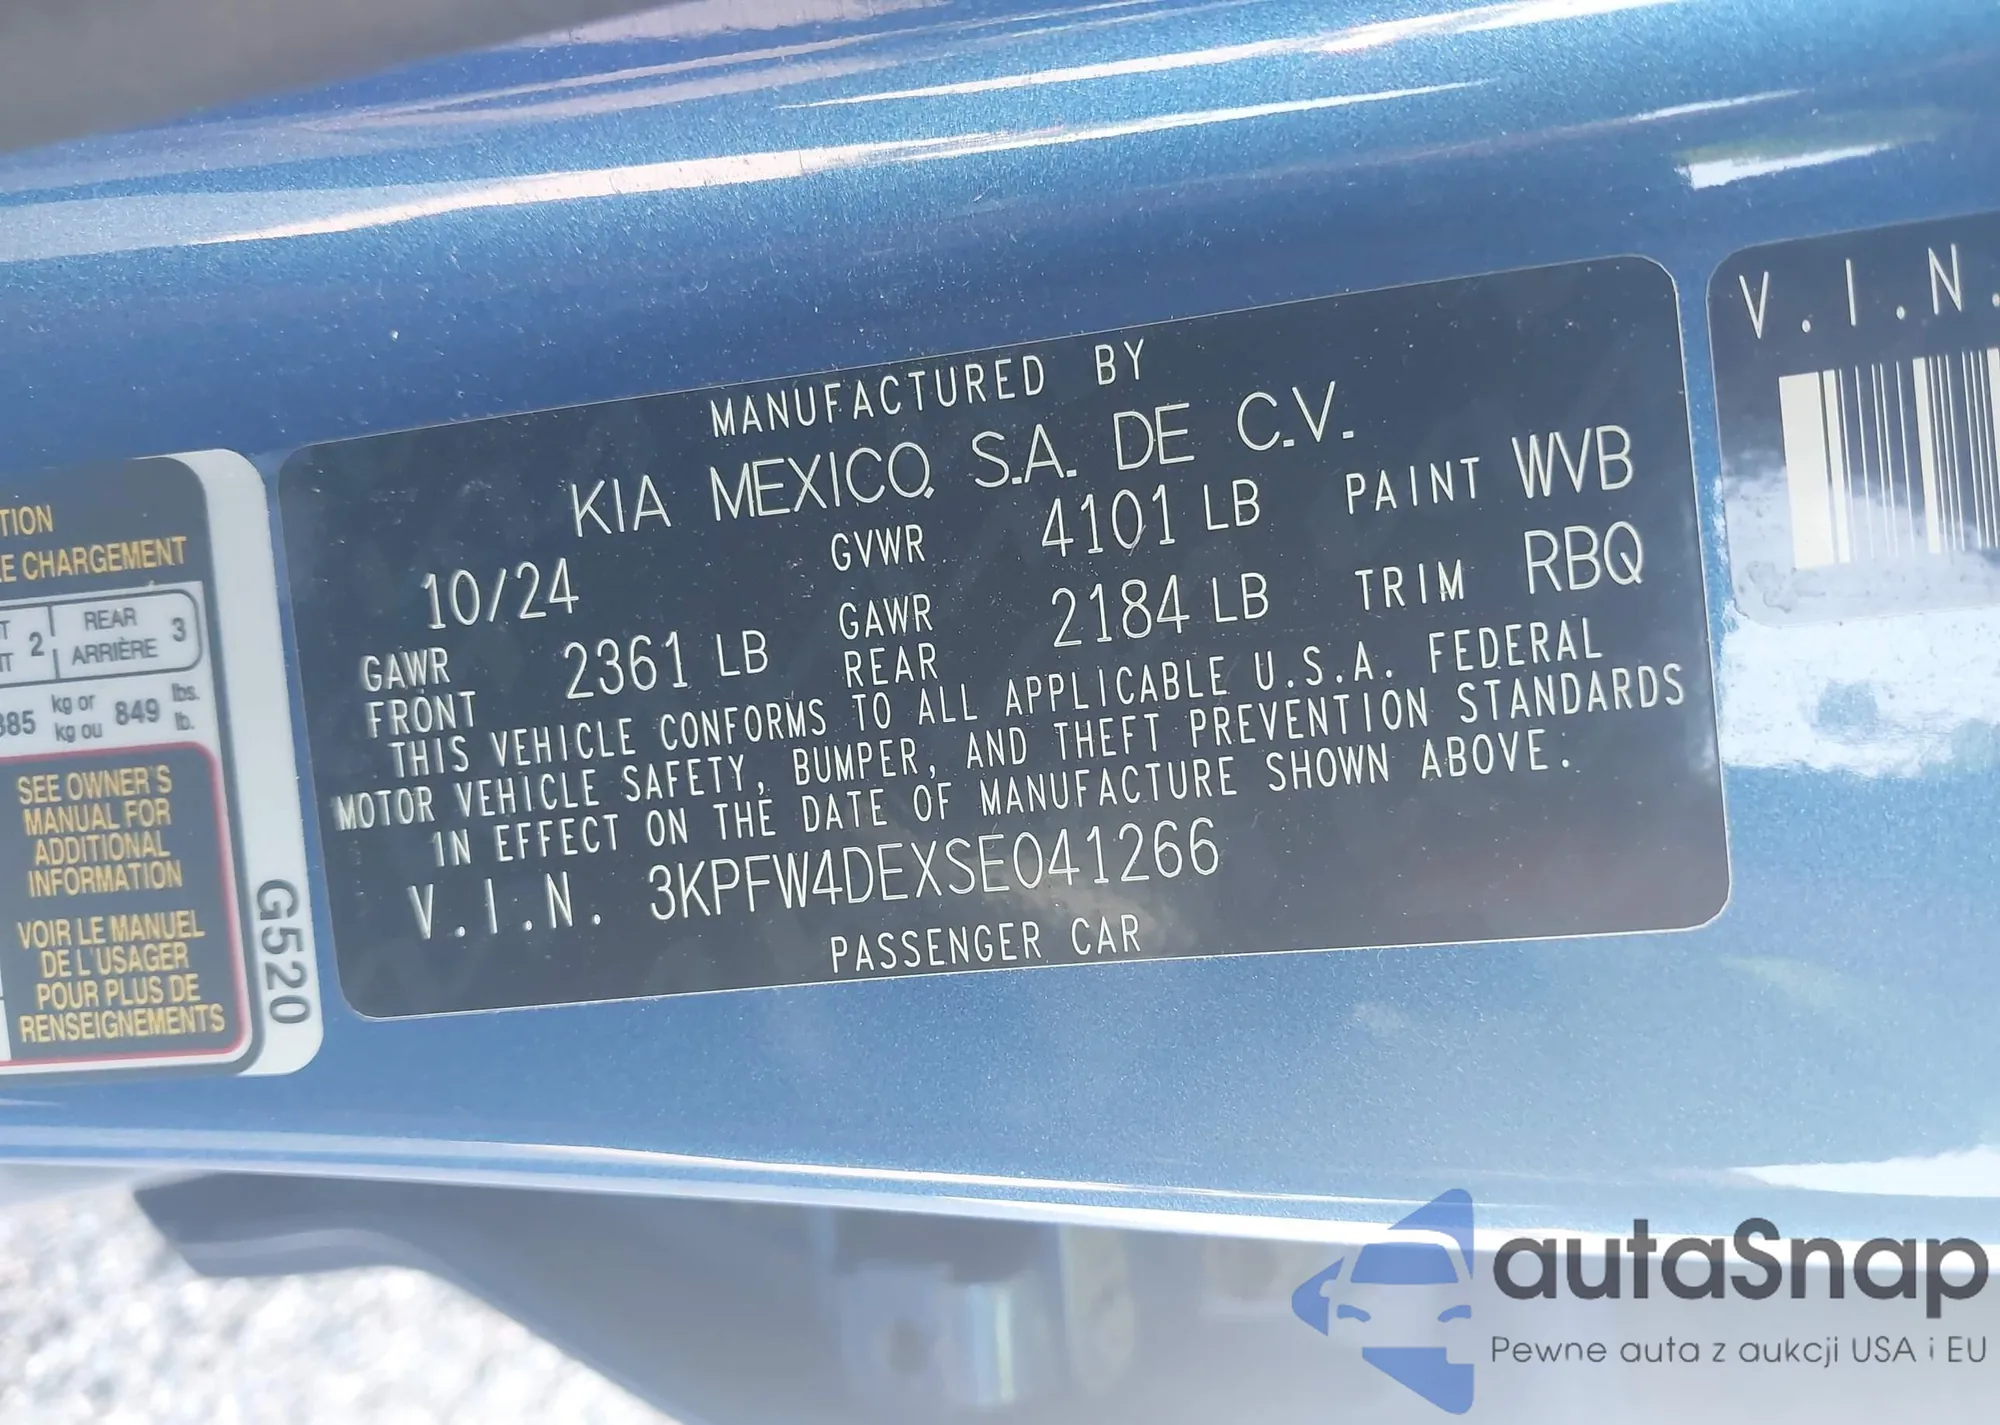 TION
E CHARGEMENT
T 2 REAR 3
NT ARRIÈRE
385 kg or 849 lbs.
kg ou lb.
SEE OWNER'S
MANUAL FOR
ADDITIONAL
INFORMATION
VOIR LE MANUEL
DE L'USAGER
POUR PLUS DE
RENSEIGNEMENTS
G520
MANUFACTURED BY
KIA MEXICO, S.A. DE C.V.
10/24 GVWR 4101 LB PAINT WVB
GAWR FRONT 2361 LB GAWR REAR 2184 LB TRIM RBQ
THIS VEHICLE CONFORMS TO ALL APPLICABLE U.S.A. FEDERAL
MOTOR VEHICLE SAFETY, BUMPER, AND THEFT PREVENTION STANDARDS
IN EFFECT ON THE DATE OF MANUFACTURE SHOWN ABOVE.
V.I.N. 3KPFW4DEXSE041266
PASSENGER CAR
V.I.N.
autaSnap
Pewne auta z aukcji USA i EU